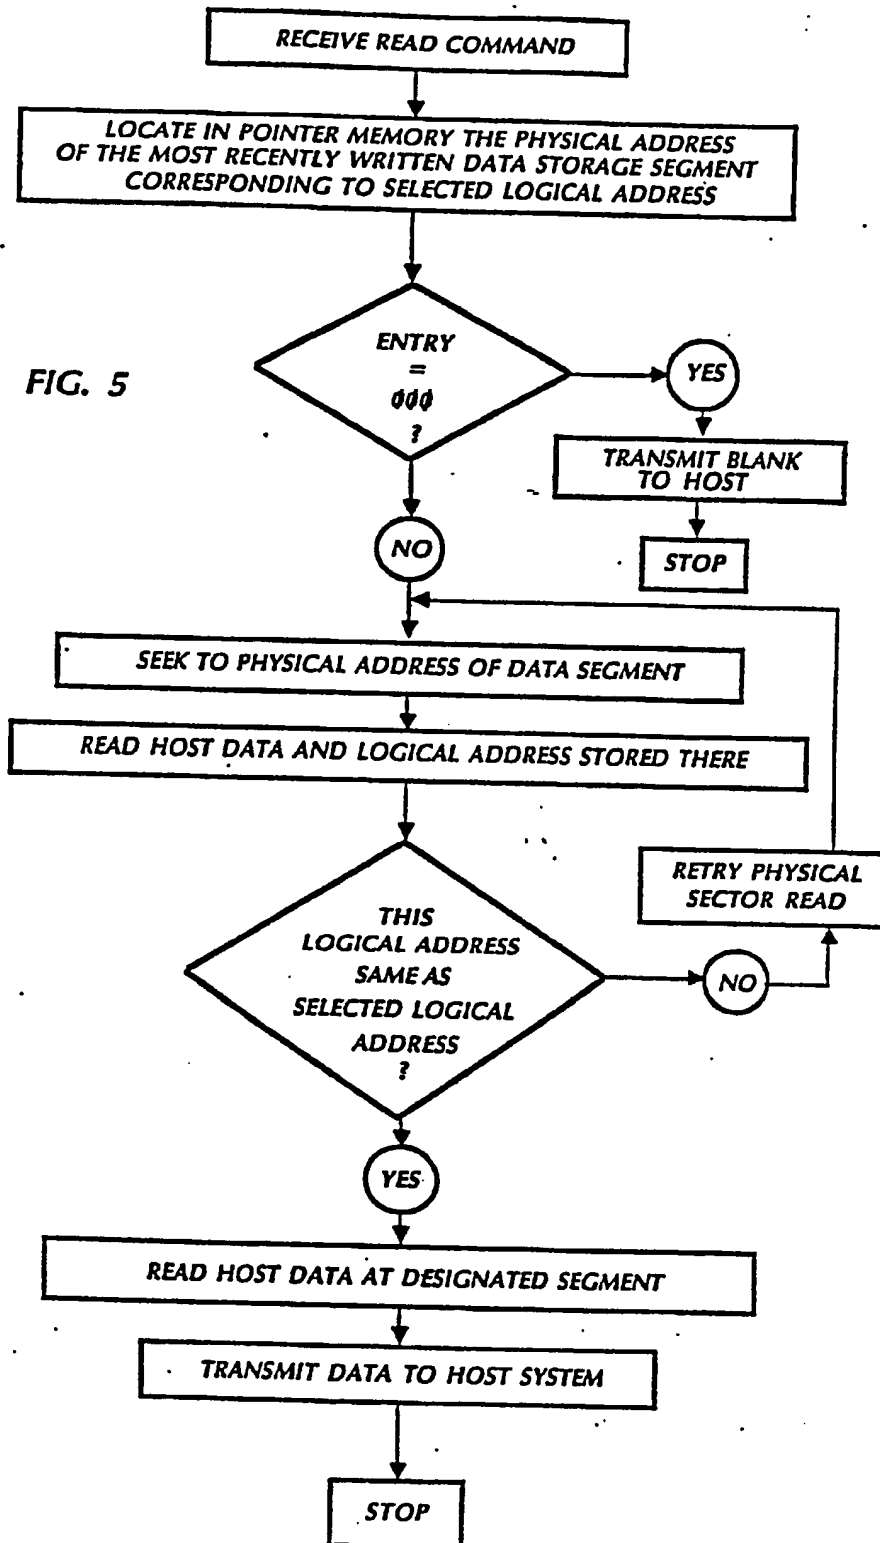 RECEIVE READ COMMAND
LOCATE IN POINTER MEMORY THE PHYSICAL ADDRESS
OF THE MOST RECENTLY WRITTEN DATA STORAGE SEGMENT
CORRESPONDING TO SELECTED LOGICAL ADDRESS
FIG. 5
ENTRY
=
ϕϕϕ
?
YES
TRANSMIT BLANK
TO HOST
STOP
NO
SEEK TO PHYSICAL ADDRESS OF DATA SEGMENT
READ HOST DATA AND LOGICAL ADDRESS STORED THERE
RETRY PHYSICAL
SECTOR READ
THIS
LOGICAL ADDRESS
SAME AS
SELECTED LOGICAL
ADDRESS
?
NO
YES
READ HOST DATA AT DESIGNATED SEGMENT
TRANSMIT DATA TO HOST SYSTEM
STOP